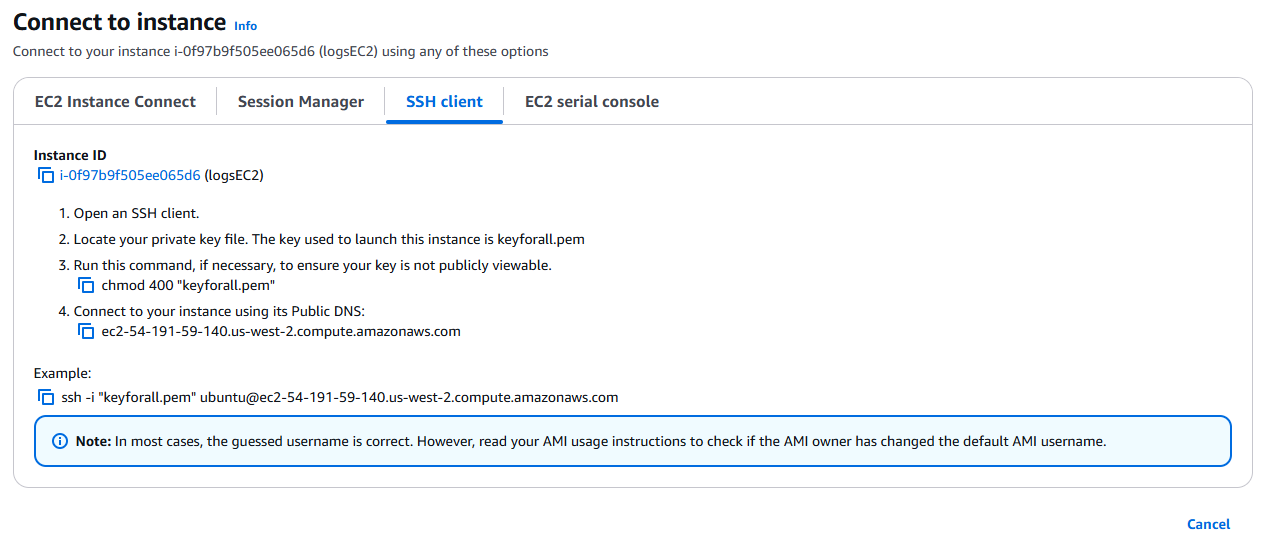 Connect to instance Info
Connect to your instance i-0f97b9f505ee065d6 (logsEC2) using any of these options
EC2 Instance Connect
Session Manager
SSH client
EC2 serial console
Instance ID
i-0f97b9f505ee065d6 (logsEC2)
1. Open an SSH client.
2. Locate your private key file. The key used to launch this instance is keyforall.pem
3. Run this command, if necessary, to ensure your key is not publicly viewable.
chmod 400 "keyforall.pem"
4. Connect to your instance using its Public DNS:
ec2-54-191-59-140.us-west-2.compute.amazonaws.com
Example:
ssh -i "keyforall.pem" ubuntu@ec2-54-191-59-140.us-west-2.compute.amazonaws.com
Note: In most cases, the guessed username is correct. However, read your AMI usage instructions to check if the AMI owner has changed the default AMI username.
Cancel